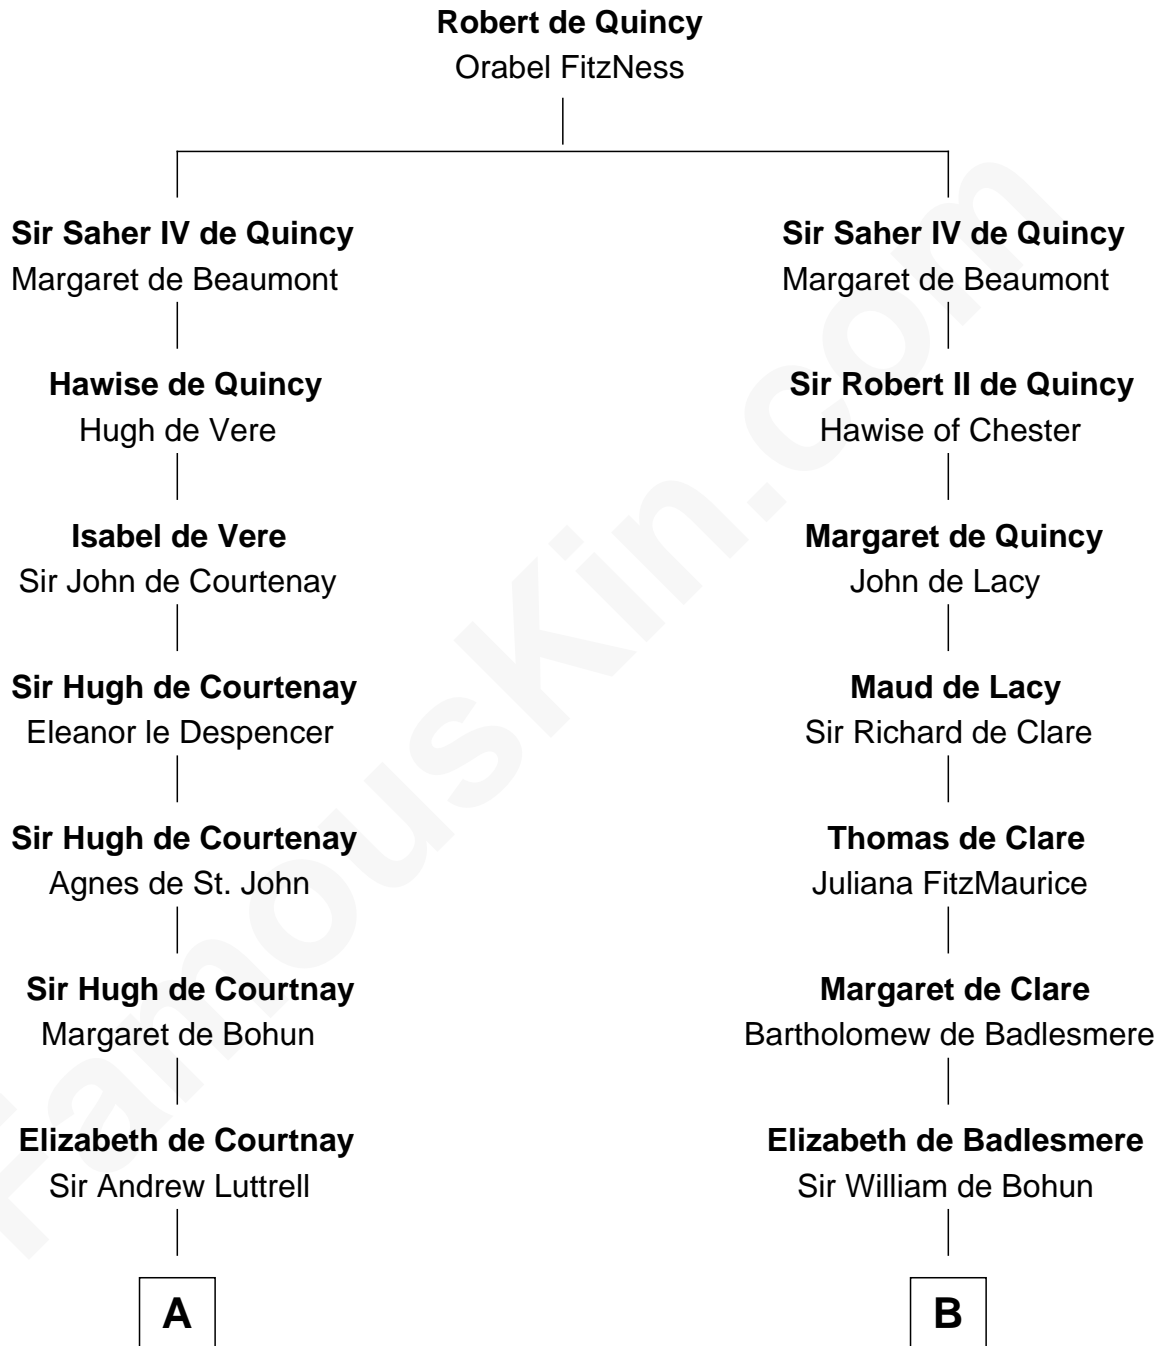 Robert de Quincy
Orabel FitzNess
Sir Saher IV de Quincy
Margaret de Beaumont
Sir Saher IV de Quincy
Margaret de Beaumont
Hawise de Quincy
Hugh de Vere
Sir Robert II de Quincy
Hawise of Chester
Isabel de Vere
Sir John de Courtenay
Margaret de Quincy
John de Lacy
Sir Hugh de Courtenay
Eleanor le Despencer
Maud de Lacy
Sir Richard de Clare
Sir Hugh de Courtenay
Agnes de St. John
Thomas de Clare
Juliana FitzMaurice
Sir Hugh de Courtnay
Margaret de Bohun
Margaret de Clare
Bartholomew de Badlesmere
Elizabeth de Courtnay
Sir Andrew Luttrell
Elizabeth de Badlesmere
Sir William de Bohun
A
B
FamousKin.com